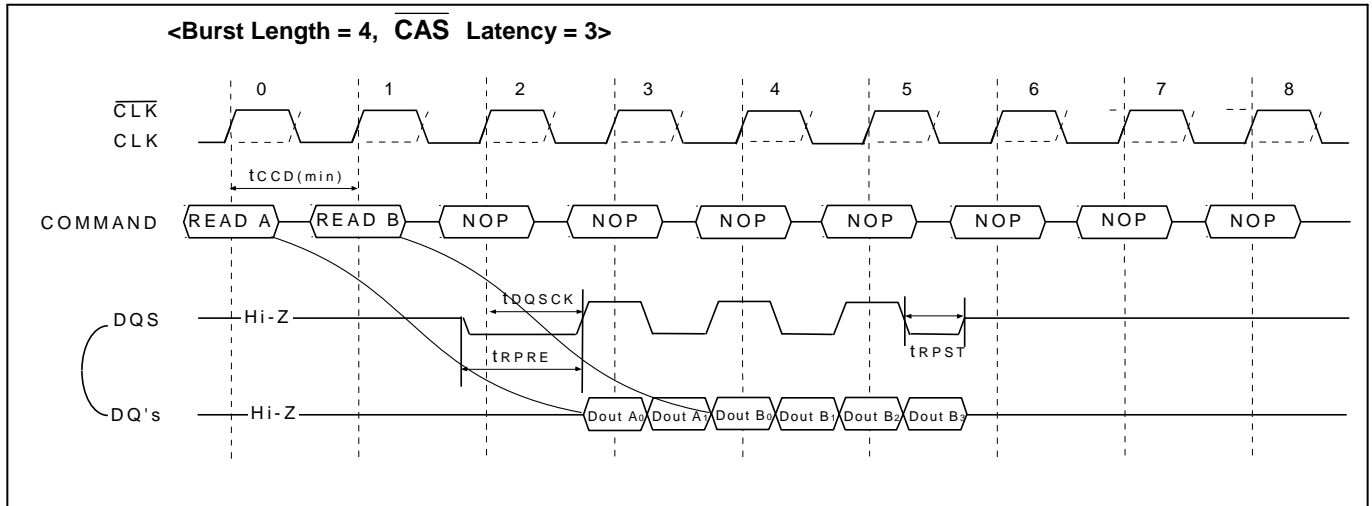 <Burst Length = 4, CAS Latency = 3>
0 1 2 3 4 5 6 7 8
CLK
CLK
tCCD(min)
COMMAND READ A READ B NOP NOP NOP NOP NOP NOP NOP
tDQSCK
DQS Hi-Z
tRPRE tRPST
DQ's Hi-Z Dout A0 Dout A1 Dout B0 Dout B1 Dout B2 Dout B3